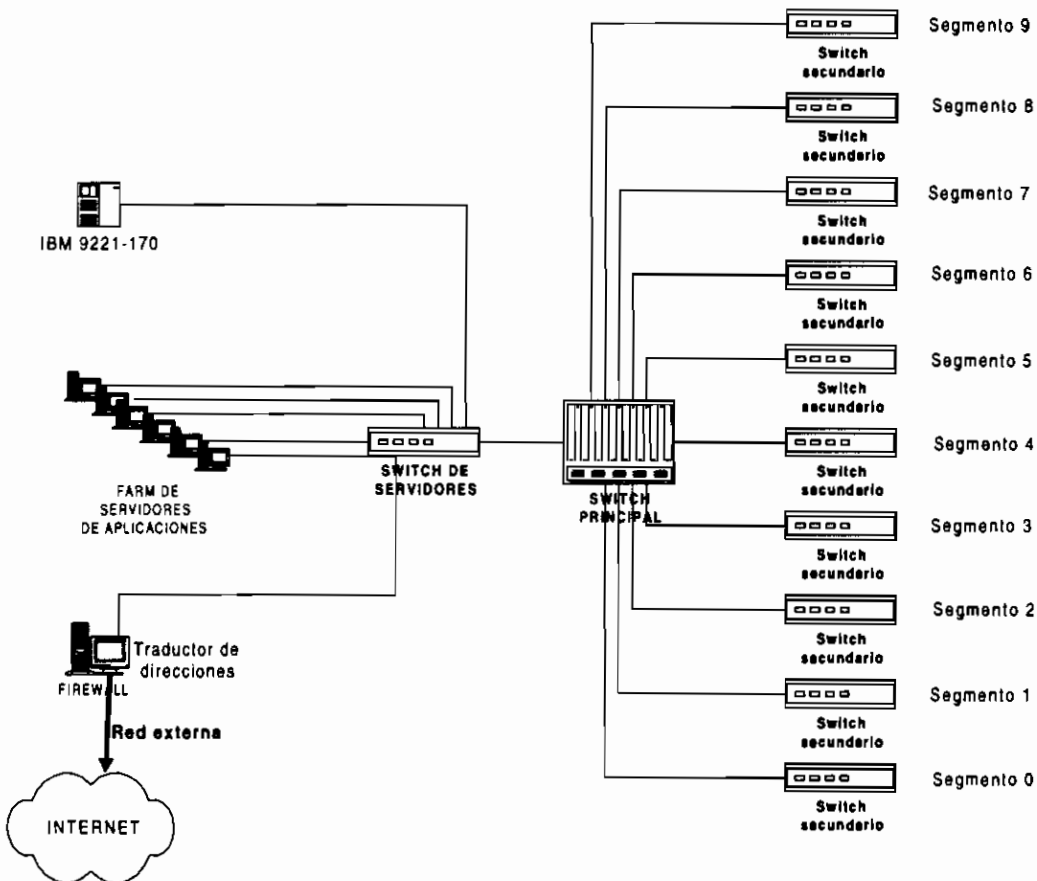 Segmento 9
Switch
secundario
Segmento 8
Switch
secundario
Segmento 7
Switch
secundario
IBM 9221-170
Segmento 6
Switch
secundario
Segmento 5
Switch
secundario
Segmento 4
Switch
secundario
SWITCH DE
SERVIDORES
FARM DE
SERVIDORES
DE APLICACIONES
SWITCH
PRINCIPAL
Segmento 3
Switch
secundario
Segmento 2
Switch
secundario
Traductor de
direcciones
FIREWALL
Segmento 1
Switch
secundario
Red externa
Segmento 0
Switch
secundario
INTERNET